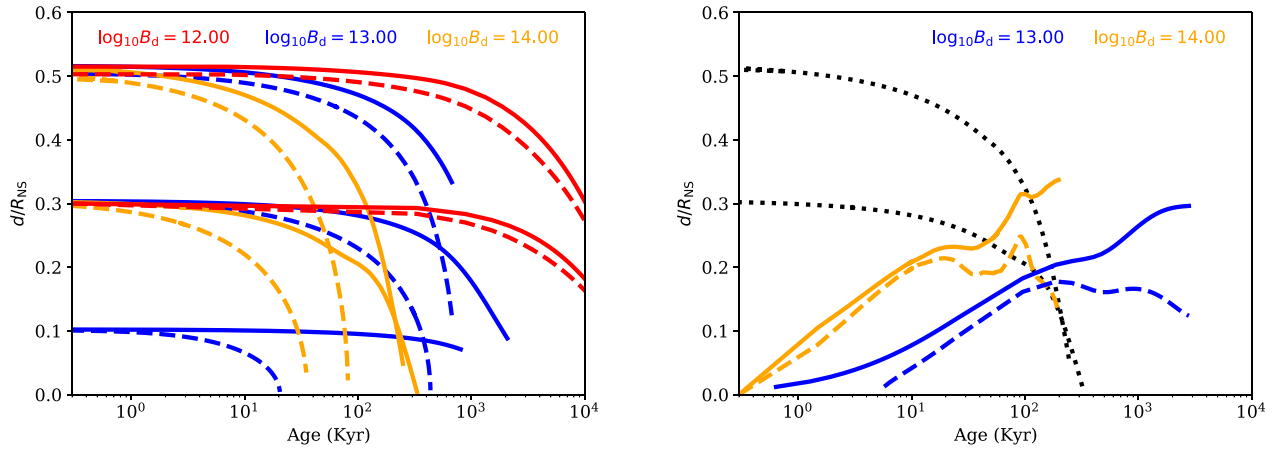 log₁₀B_d = 12.00 log₁₀B_d = 13.00 log₁₀B_d = 14.00
0.6
0.5
0.4
0.3
0.2
0.1
0.0
d/R_NS
10⁰ 10¹ 10² 10³ 10⁴
Age (Kyr)
log₁₀B_d = 13.00 log₁₀B_d = 14.00
0.6
0.5
0.4
0.3
0.2
0.1
0.0
d/R_NS
10⁰ 10¹ 10² 10³ 10⁴
Age (Kyr)